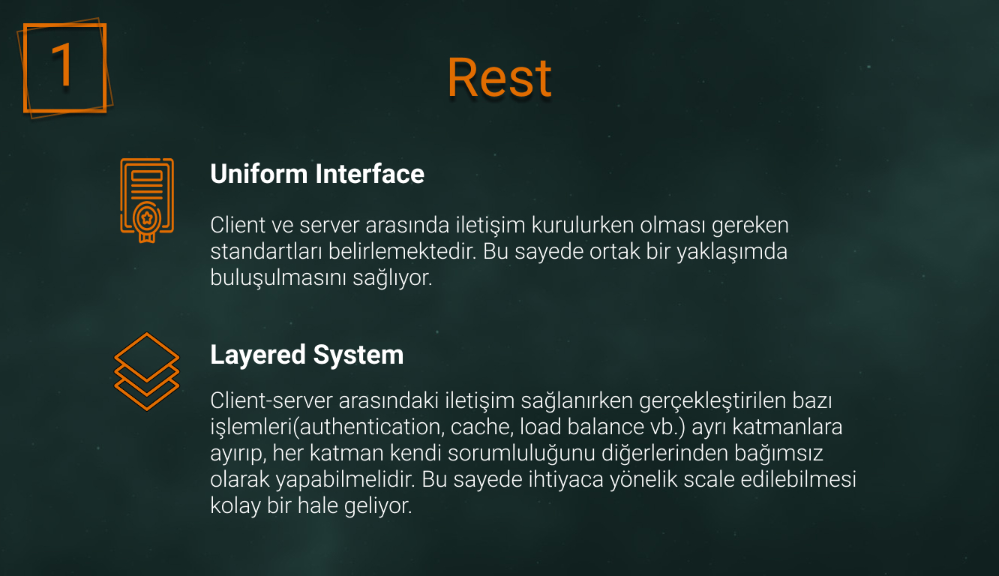 1
Rest
Uniform Interface
Client ve server arasında iletişim kurulurken olması gereken
standartları belirlemektedir. Bu sayede ortak bir yaklaşımda
buluşulmasını sağlıyor.
Layered System
Client-server arasındaki iletişim sağlanırken gerçekleştirilen bazı
işlemleri(authentication, cache, load balance vb.) ayrı katmanlara
ayırıp, her katman kendi sorumluluğunu diğerlerinden bağımsız
olarak yapabilmelidir. Bu sayede ihtiyaca yönelik scale edilebilmesi
kolay bir hale geliyor.